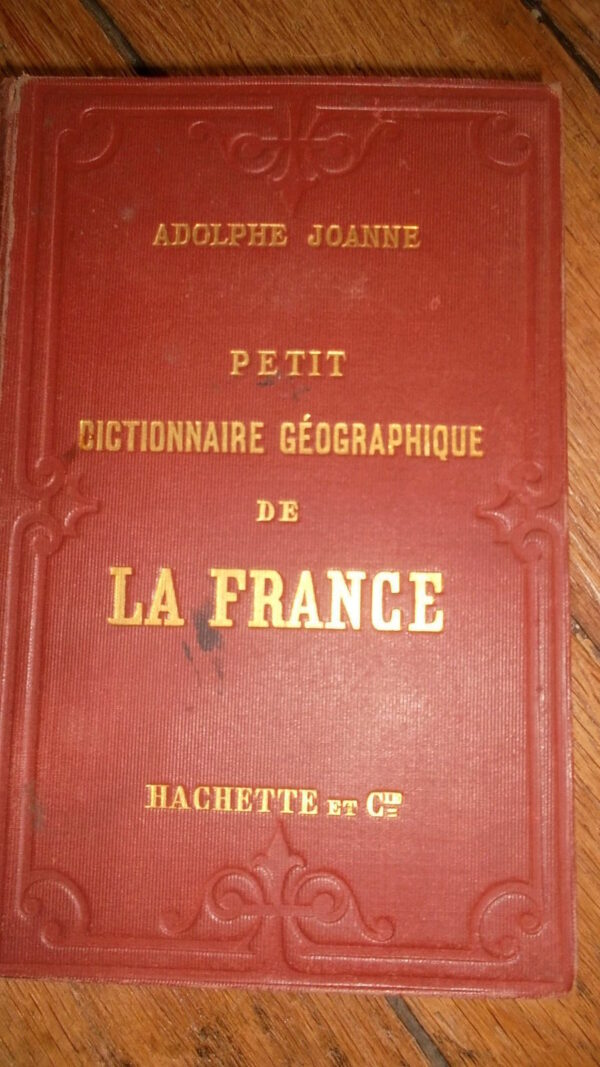 ADOLPHE JOANNE
PETIT
DICTIONNAIRE GÉOGRAPHIQUE
DE
LA FRANCE
HACHETTE ET CIE